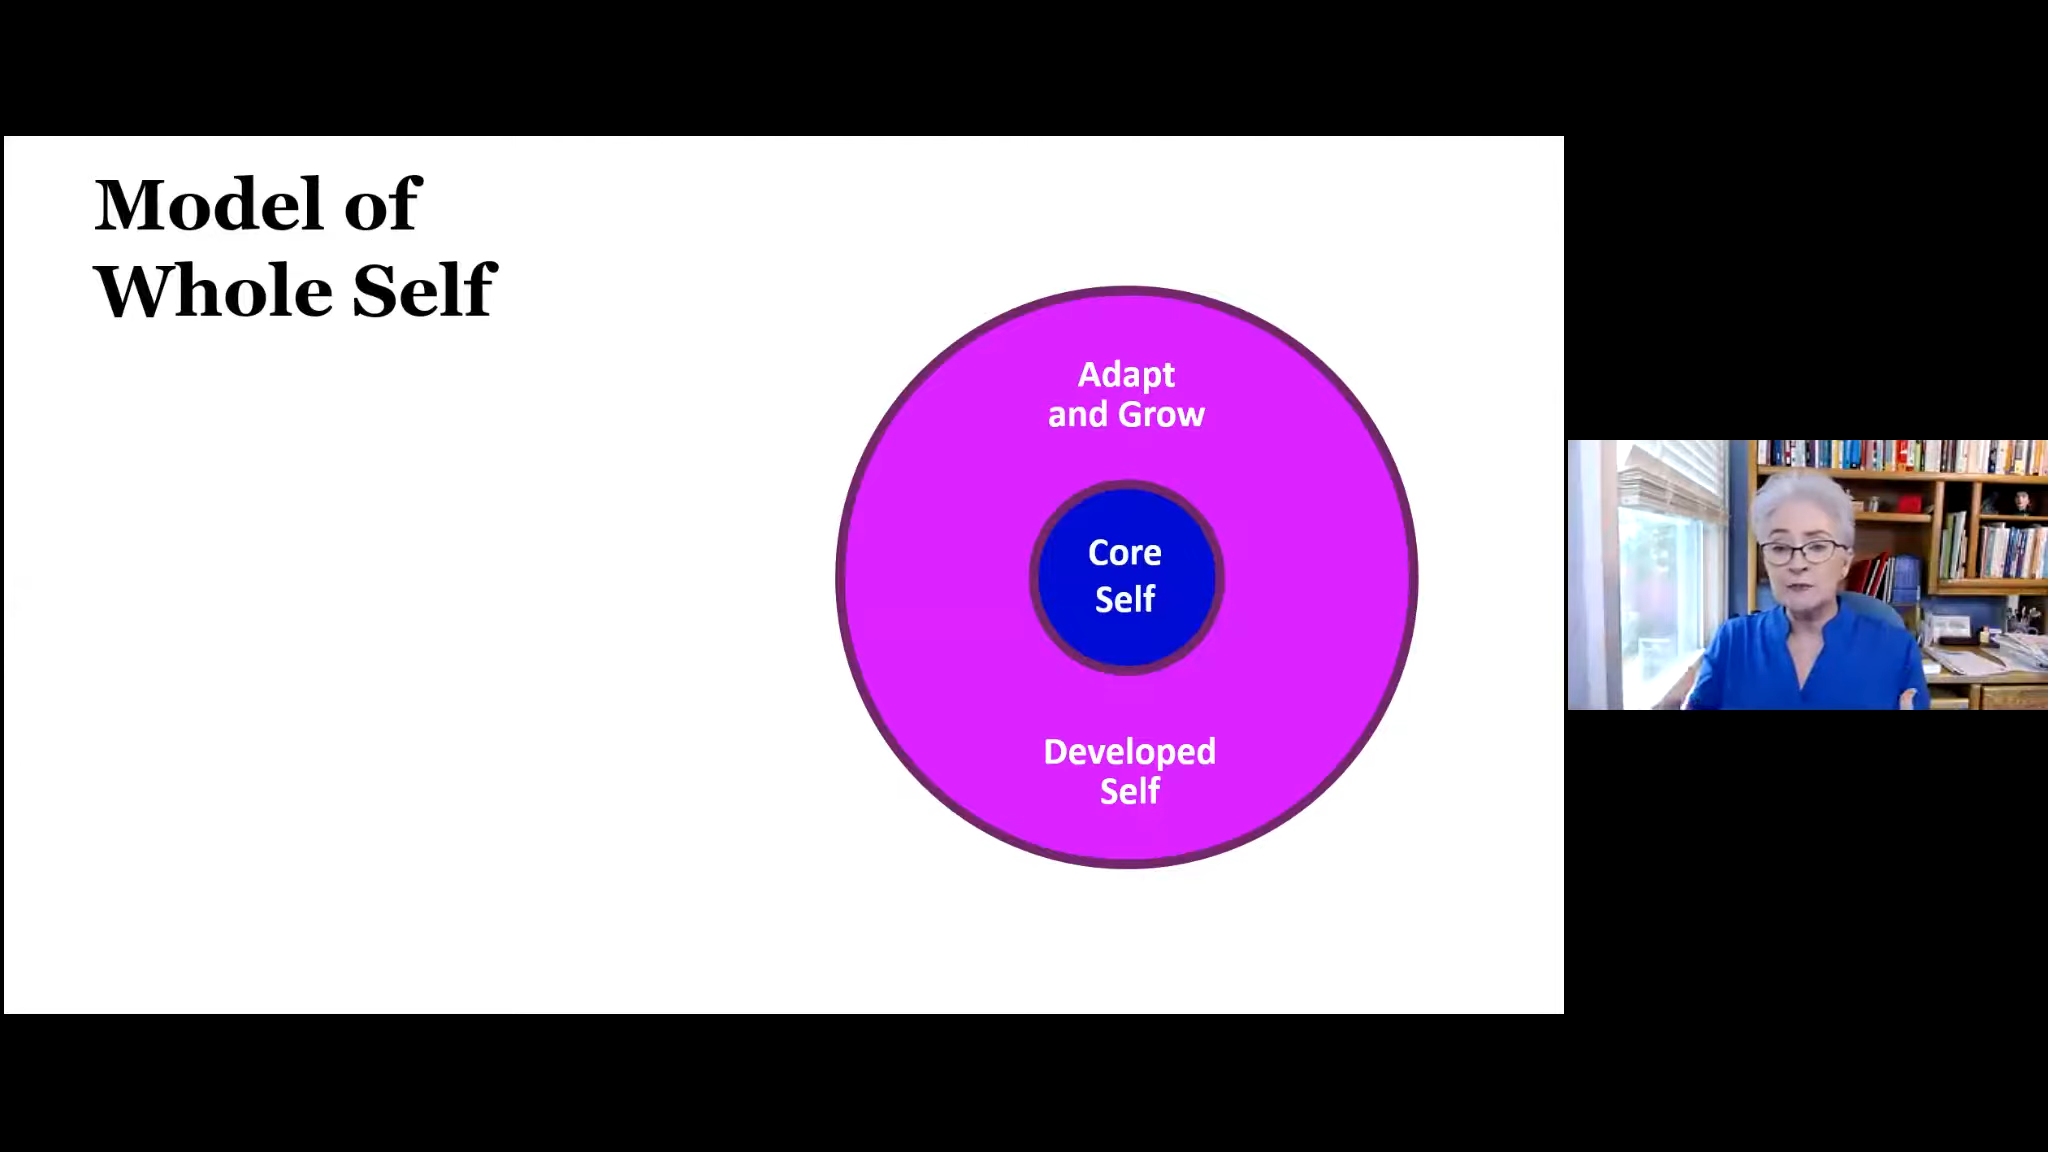 Model of
Whole Self
Adapt
and Grow
Core
Self
Developed
Self